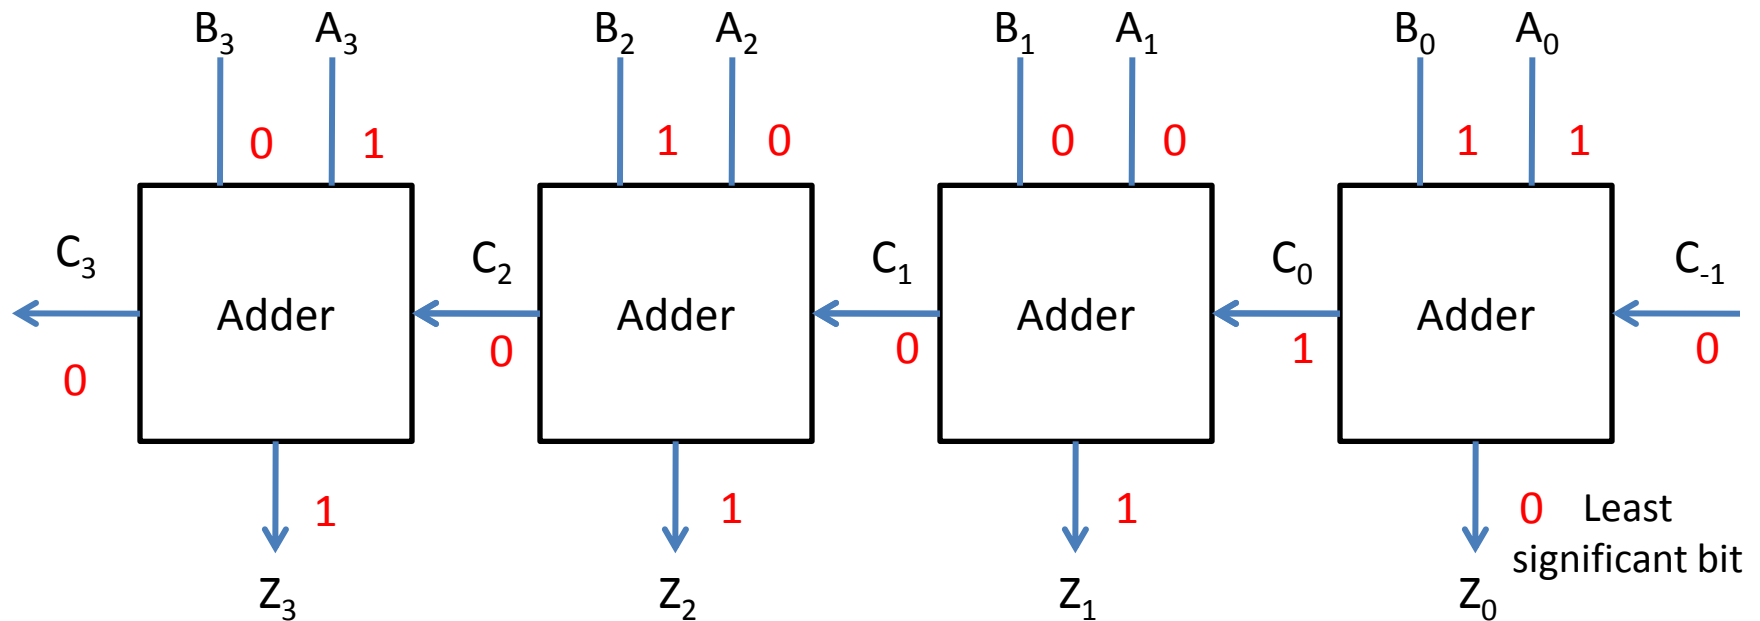 B₃ A₃ B₂ A₂ B₁ A₁ B₀ A₀
0 1 1 0 0 0 1 1
C₃ C₂ C₁ C₀ C₋₁
Adder Adder Adder Adder
0 0 0 1 0
1 1 1 0 Least
significant bit
Z₃ Z₂ Z₁ Z₀